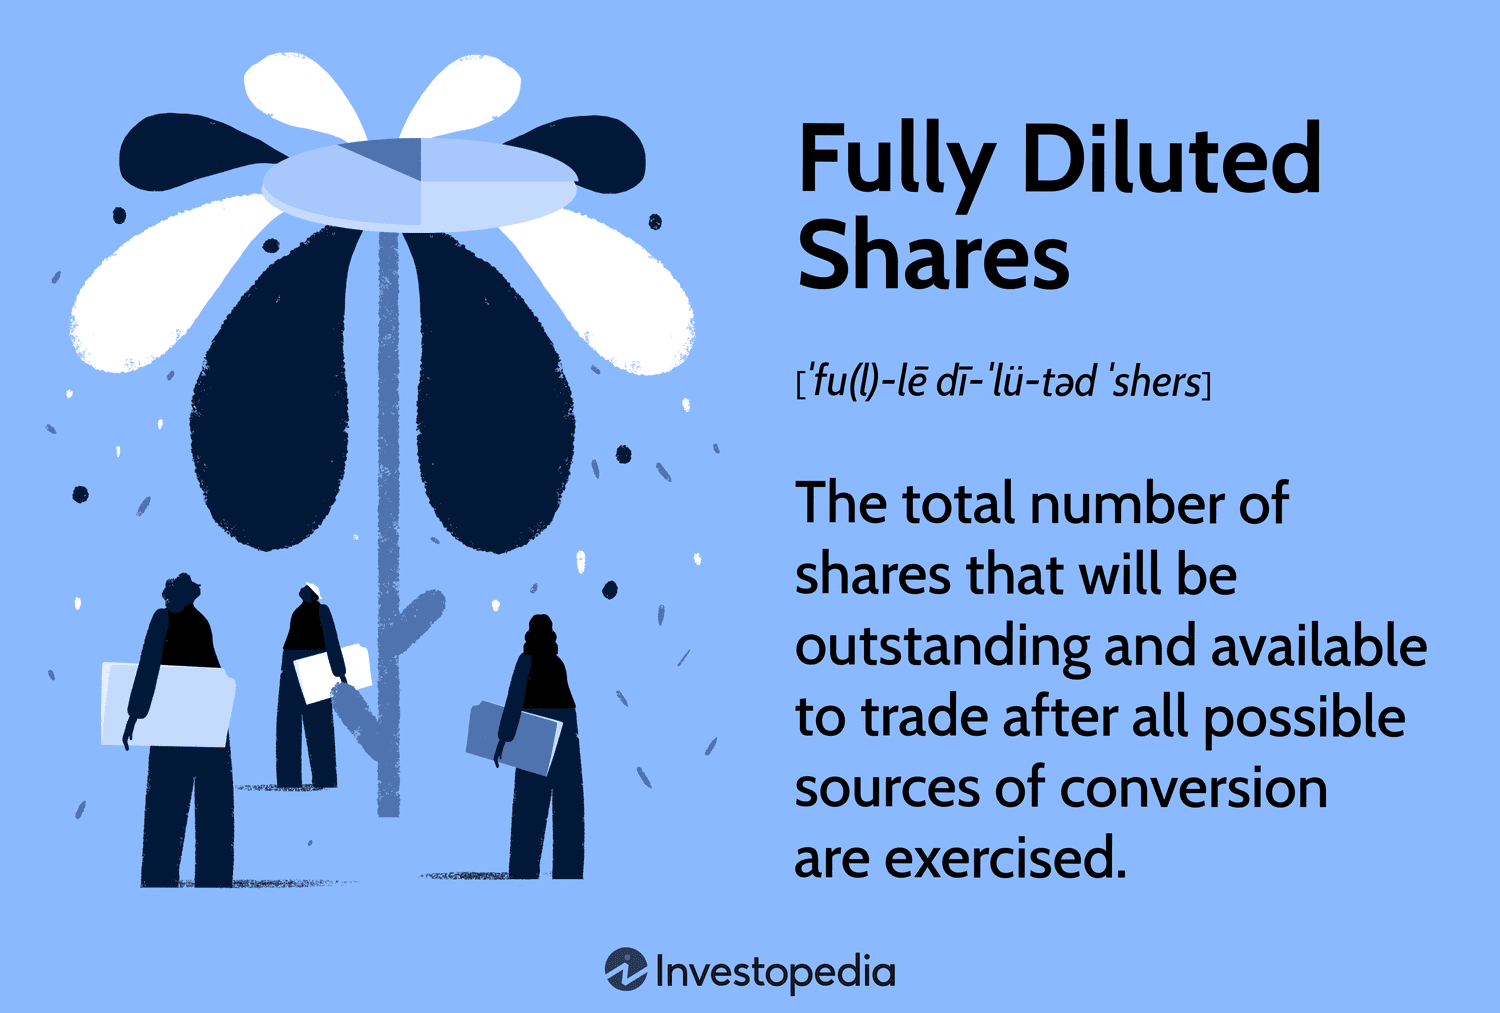 Fully Diluted
Shares
[ˈfu(l)-lē dī-ˈlü-təd ˈshers]
The total number of
shares that will be
outstanding and available
to trade after all possible
sources of conversion
are exercised.
Investopedia